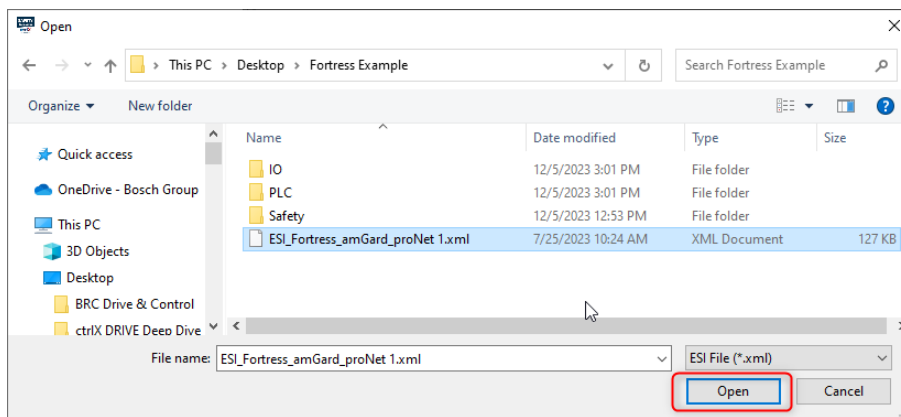 Open
This PC > Desktop > Fortress Example
Search Fortress Example
Organize
New folder
Name Date modified Type Size
Quick access
OneDrive - Bosch Group
This PC
3D Objects
Desktop
BRC Drive & Control
ctrlX DRIVE Deep Dive
IO 12/5/2023 3:01 PM File folder
PLC 12/5/2023 3:01 PM File folder
Safety 12/5/2023 12:53 PM File folder
ESI_Fortress_amGard_proNet 1.xml 7/25/2023 10:24 AM XML Document 127 KB
File name: ESI_Fortress_amGard_proNet 1.xml
ESI File (*.xml)
Open Cancel